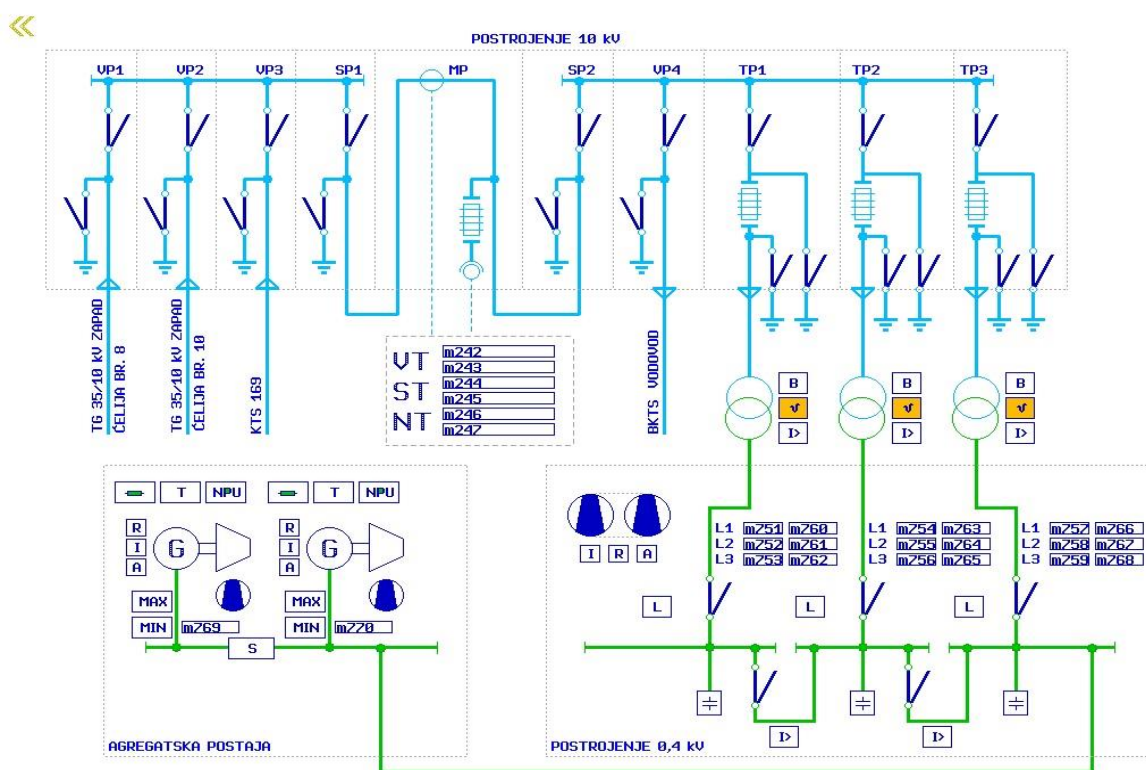 POSTROJENJE 10 kV
VP1 VP2 VP3 SP1 MP SP2 VP4 TP1 TP2 TP3
TG 35/10 kV ZAPAD
ĆELIJA BR. 8
TG 35/10 kV ZAPAD
ĆELIJA BR. 10
KTS 169
VT m242
m243
ST m244
m245
NT m246
m247
BKTS VODOVOD
B B B
ϑ ϑ ϑ
I> I> I>
T NPU T NPU
R R
I G I G
A A
MAX MAX
MIN m769 MIN m770
S
AGREGATSKA POSTAJA
I R A
L1 m751 m760 L1 m754 m763 L1 m757 m766
L2 m752 m761 L2 m755 m764 L2 m758 m767
L3 m753 m762 L3 m756 m765 L3 m759 m768
L L L
I> I>
POSTROJENJE 0,4 kV